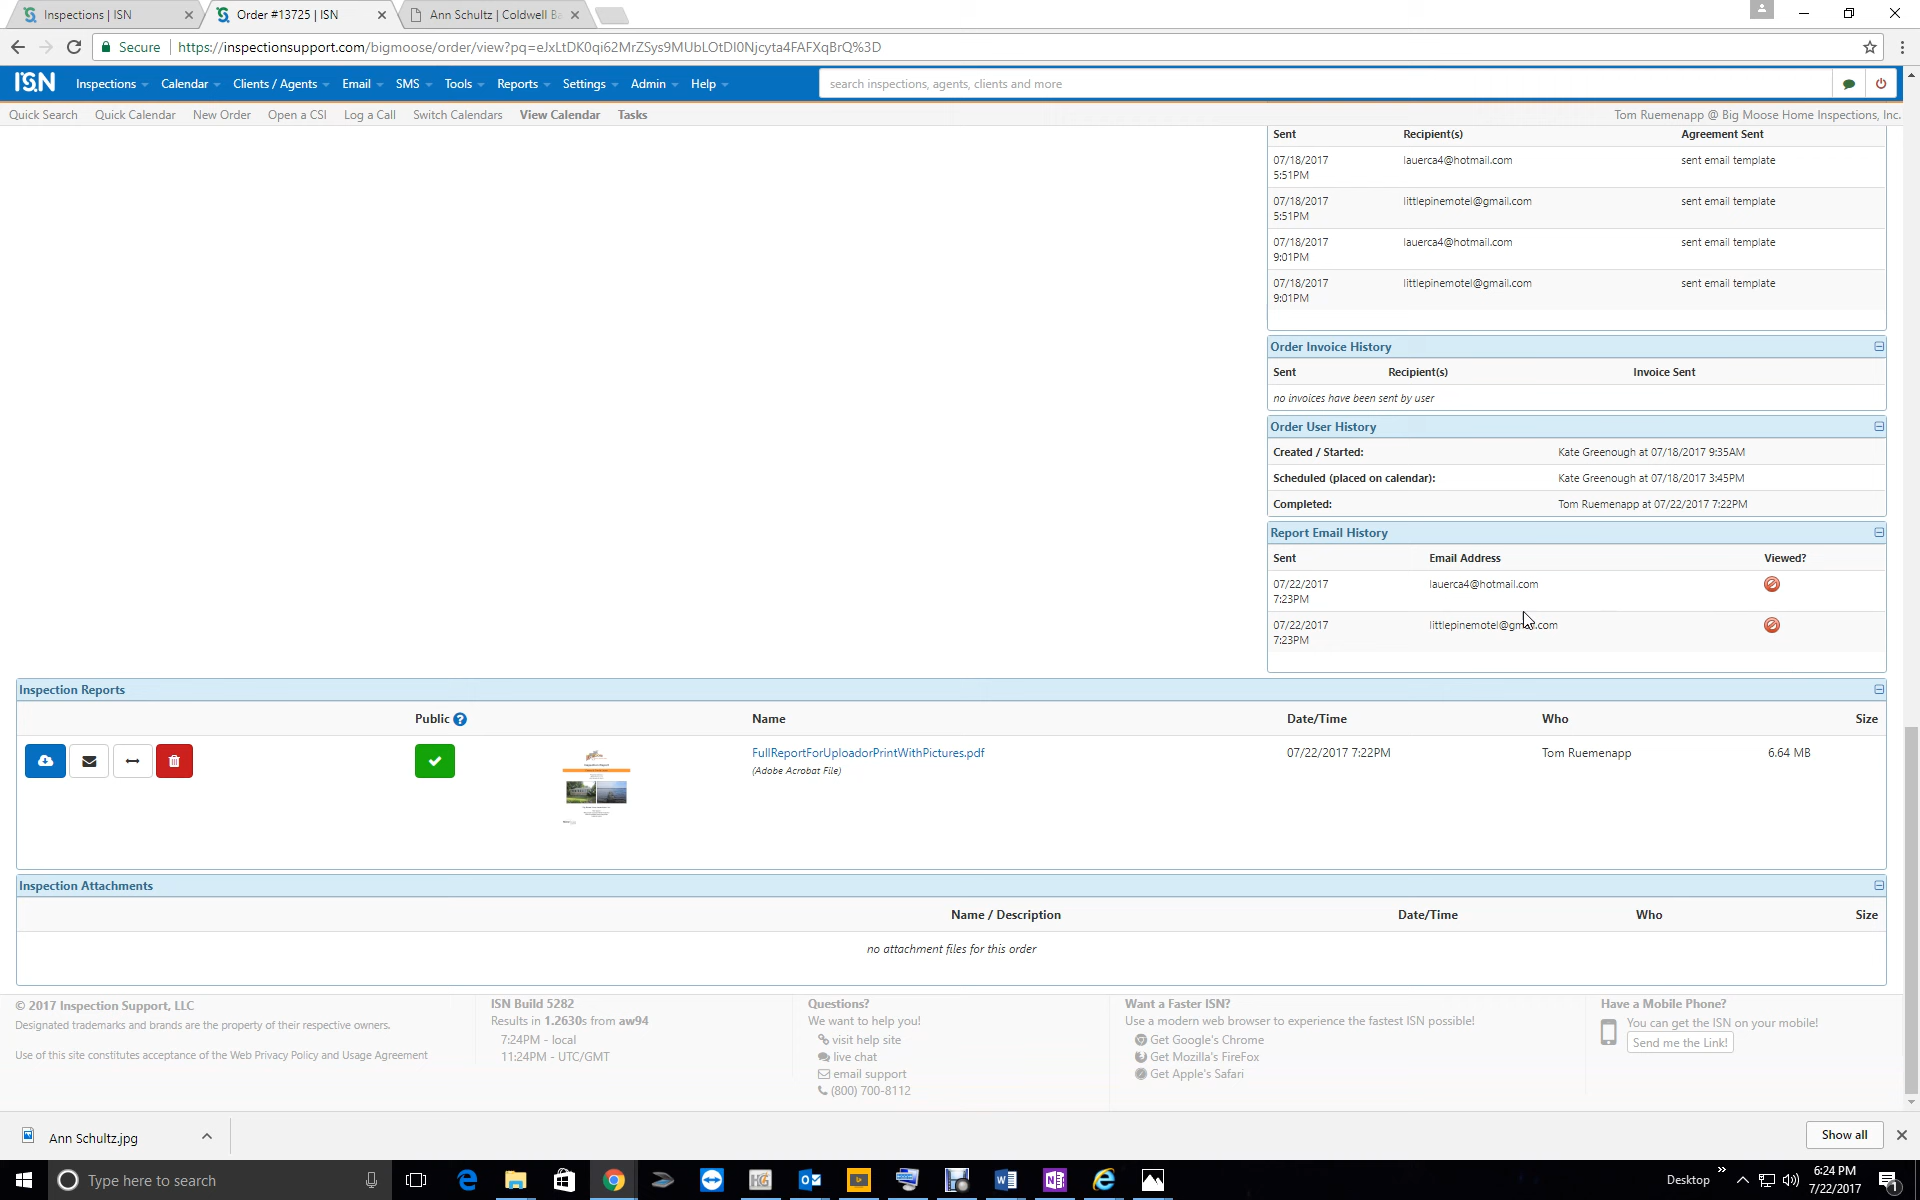 Inspections | ISN
Order #13725 | ISN
Ann Schultz | Coldwell Ba
Secure
https://inspectionsupport.com/bigmoose/order/view?pq=eJxLtDK0qi62MrZSys9MUbLOtDI0Njcyta4FAFXqBrQ%3D
ISN Inspections Calendar Clients / Agents Email SMS Tools Reports Settings Admin Help search inspections, agents, clients and more
Quick Search Quick Calendar New Order Open a CSI Log a Call Switch Calendars View Calendar Tasks Tom Ruemenapp @ Big Moose Home Inspections, Inc.
Sent Recipient(s) Agreement Sent
07/18/2017 lauerca4@hotmail.com sent email template
5:51PM
07/18/2017 littlepinemotel@gmail.com sent email template
5:51PM
07/18/2017 lauerca4@hotmail.com sent email template
9:01PM
07/18/2017 littlepinemotel@gmail.com sent email template
9:01PM
Order Invoice History
Sent Recipient(s) Invoice Sent
no invoices have been sent by user
Order User History
Created / Started: Kate Greenough at 07/18/2017 9:35AM
Scheduled (placed on calendar): Kate Greenough at 07/18/2017 3:45PM
Completed: Tom Ruemenapp at 07/22/2017 7:22PM
Report Email History
Sent Email Address Viewed?
07/22/2017 lauerca4@hotmail.com
7:23PM
07/22/2017 littlepinemotel@gmail.com
7:23PM
Inspection Reports
Public ? Name Date/Time Who Size
FullReportForUploadorPrintWithPictures.pdf 07/22/2017 7:22PM Tom Ruemenapp 6.64 MB
(Adobe Acrobat File)
Inspection Attachments
Name / Description Date/Time Who Size
no attachment files for this order
© 2017 Inspection Support, LLC
Designated trademarks and brands are the property of their respective owners.
Use of this site constitutes acceptance of the Web Privacy Policy and Usage Agreement
ISN Build 5282
Results in 1.2630s from aw94
7:24PM - local
11:24PM - UTC/GMT
Questions?
We want to help you!
visit help site
live chat
email support
(800) 700-8112
Want a Faster ISN?
Use a modern web browser to experience the fastest ISN possible!
Get Google's Chrome
Get Mozilla's FireFox
Get Apple's Safari
Have a Mobile Phone?
You can get the ISN on your mobile!
Send me the Link!
Ann Schultz.jpg
Show all
Type here to search
Desktop
6:24 PM
7/22/2017
1